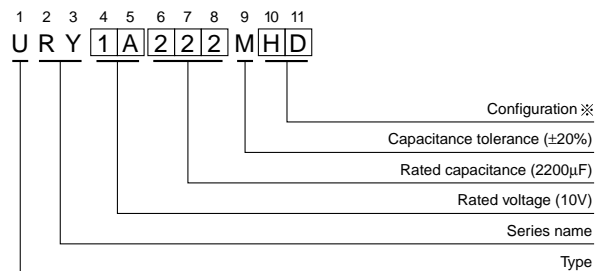 1 2 3 4 5 6 7 8 9 10 11
U R Y 1 A 2 2 2 M H D
Configuration ※
Capacitance tolerance (±20%)
Rated capacitance (2200μF)
Rated voltage (10V)
Series name
Type